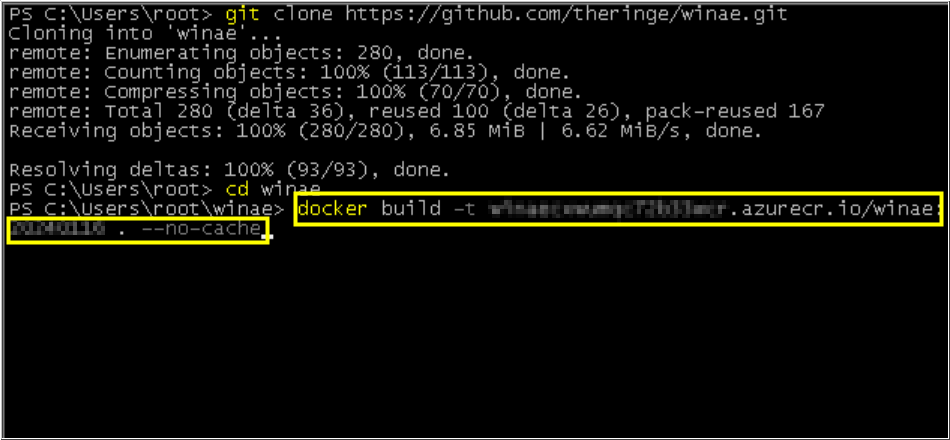 PS C:\Users\root> git clone https://github.com/theringe/winae.git
Cloning into 'winae'...
remote: Enumerating objects: 280, done.
remote: Counting objects: 100% (113/113), done.
remote: Compressing objects: 100% (70/70), done.
remote: Total 280 (delta 36), reused 100 (delta 26), pack-reused 167
Receiving objects: 100% (280/280), 6.85 MiB | 6.62 MiB/s, done.
Resolving deltas: 100% (93/93), done.
PS C:\Users\root> cd winae
PS C:\Users\root\winae> docker build -t .azurecr.io/winae:
. --no-cache